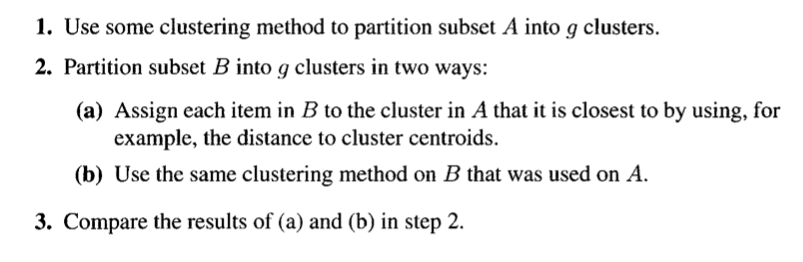 1. Use some clustering method to partition subset A into g clusters.
2. Partition subset B into g clusters in two ways:
(a) Assign each item in B to the cluster in A that it is closest to by using, for
example, the distance to cluster centroids.
(b) Use the same clustering method on B that was used on A.
3. Compare the results of (a) and (b) in step 2.